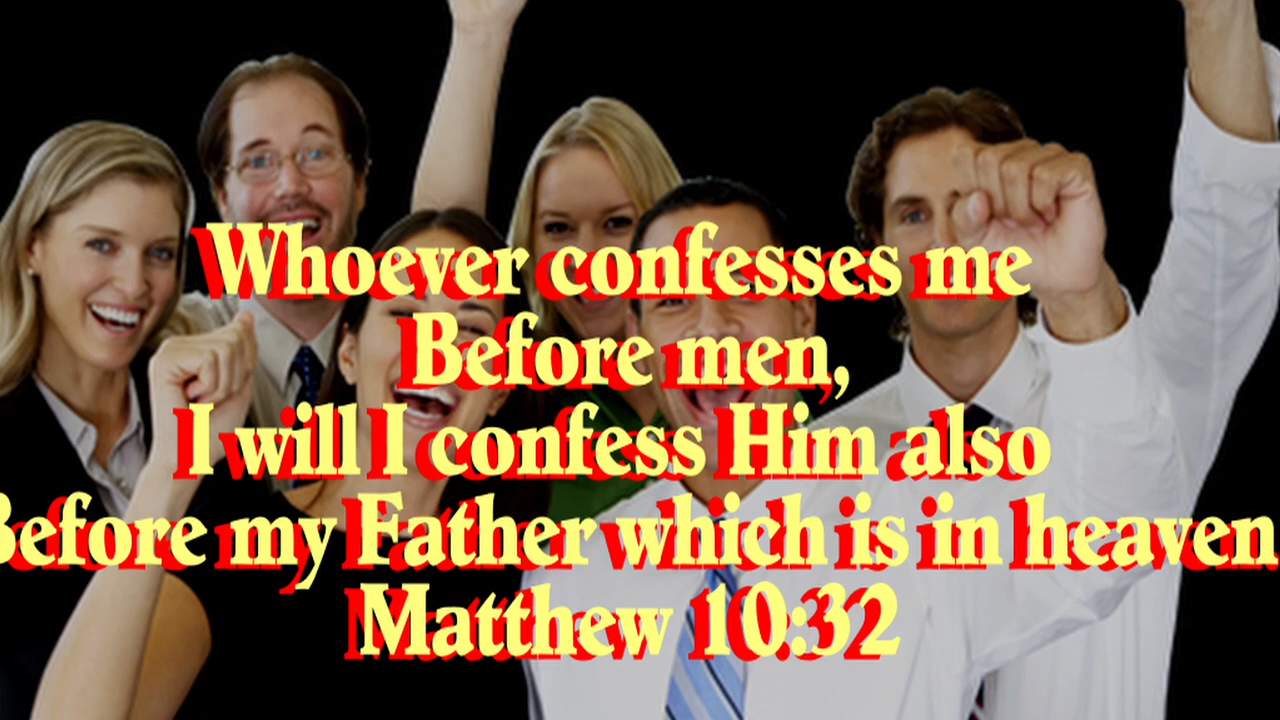 Whoever confesses me
Before men,
I will I confess Him also
Before my Father which is in heaven
Matthew 10:32